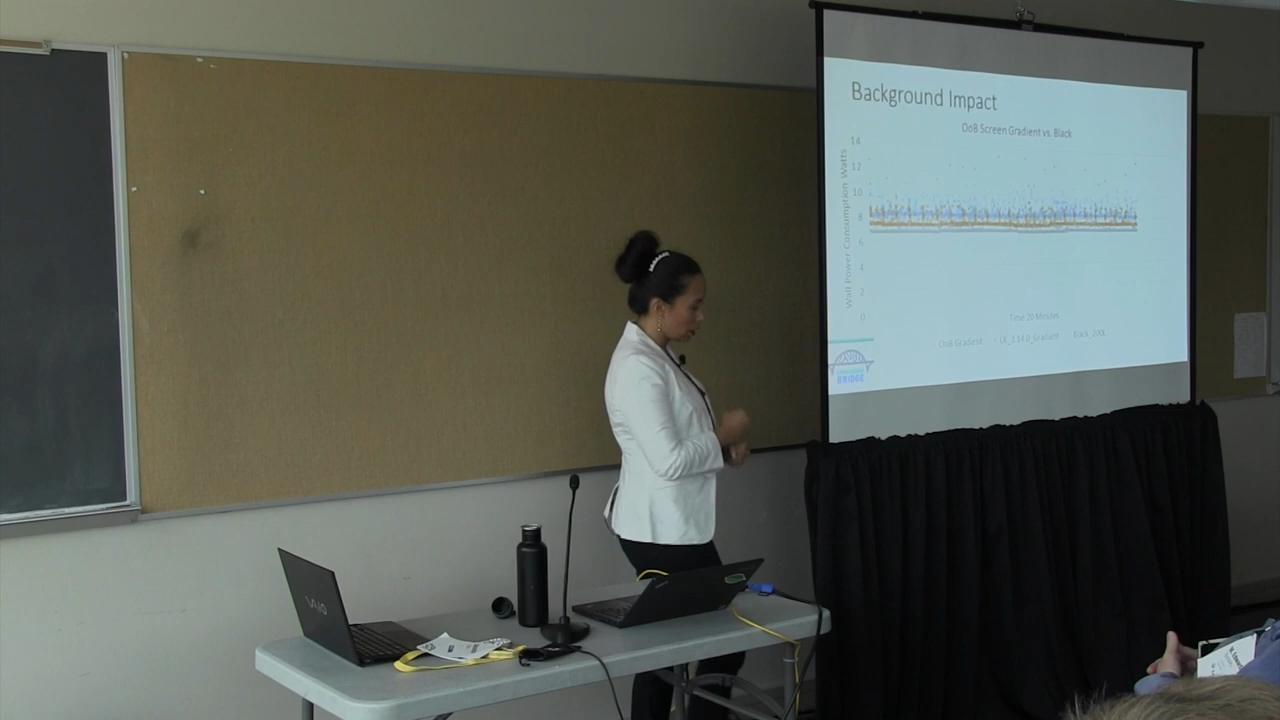 Background Impact
OoB Screen Gradient vs. Black
Wall Power Consumption Watts
14
12
10
8
6
4
2
0
Time 20 Minutes
OoB Gradient
BRIDGE
VAIO